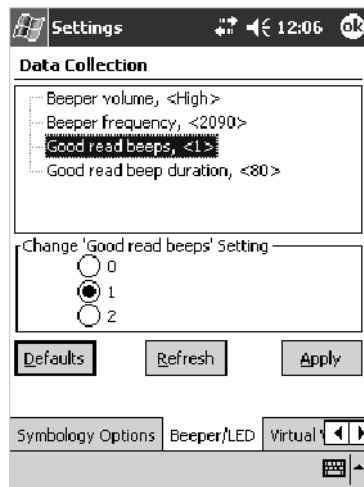 Settings 12:06 ok
Data Collection
Beeper volume, <High>
Beeper frequency, <2090>
Good read beeps, <1>
Good read beep duration, <80>
Change 'Good read beeps' Setting
0
1
2
Defaults Refresh Apply
Symbology Options Beeper/LED Virtual